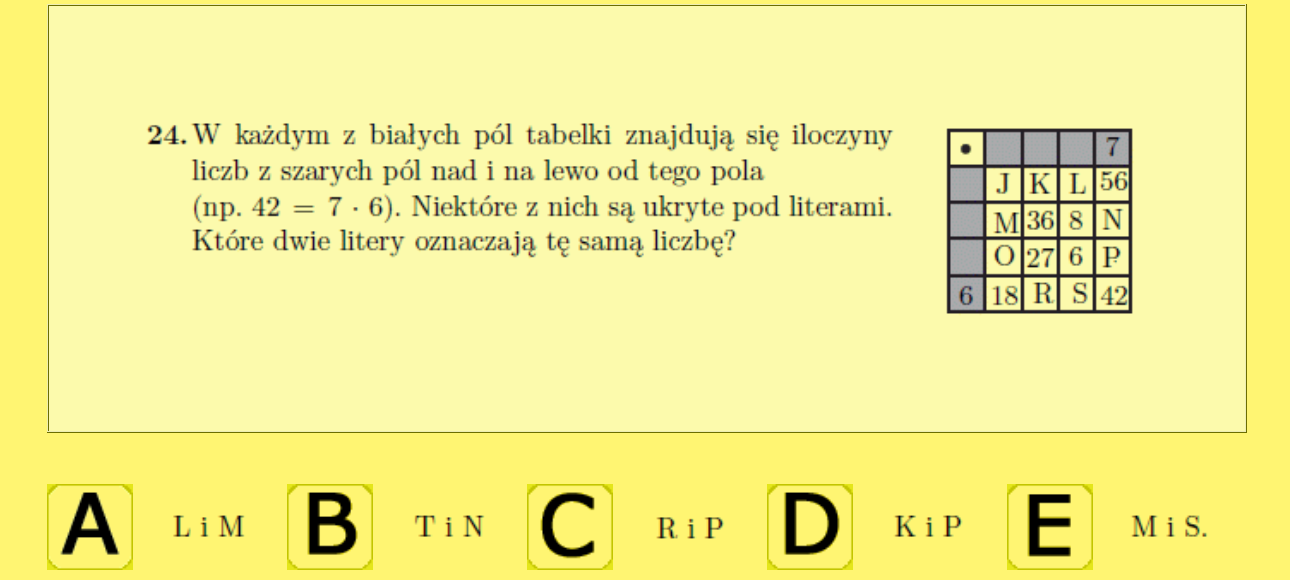 24. W każdym z białych pól tabelki znajdują się iloczyny
liczb z szarych pól nad i na lewo od tego pola
(np. 42 = 7 · 6). Niektóre z nich są ukryte pod literami.
Które dwie litery oznaczają tę samą liczbę?
• 7
J K L 56
M 36 8 N
O 27 6 P
6 18 R S 42
A L i M B T i N C R i P D K i P E M i S.